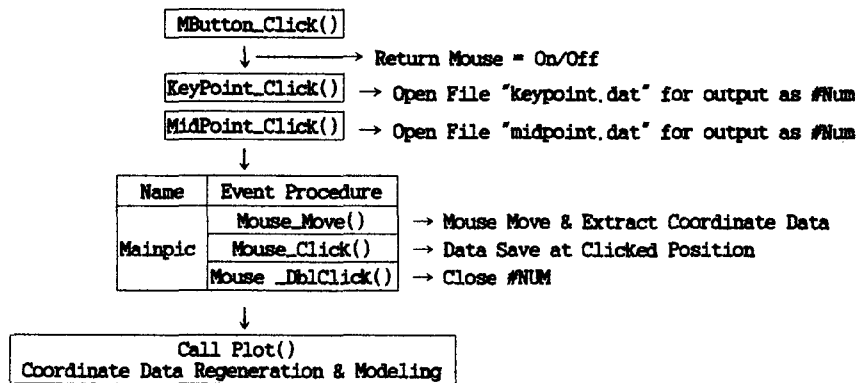 MButton_Click()
Return Mouse = On/Off
KeyPoint_Click() → Open File "keypoint.dat" for output as #Num
MidPoint_Click() → Open File "midpoint.dat" for output as #Num
Name Event Procedure
Mouse_Move() → Mouse Move & Extract Coordinate Data
Mainpic Mouse_Click() → Data Save at Clicked Position
Mouse _DblClick() → Close #NUM
Call Plot()
Coordinate Data Regeneration & Modeling